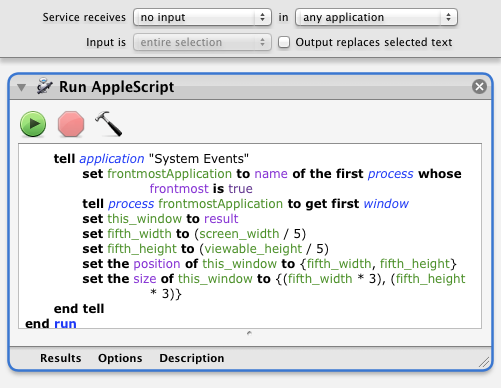 Service receives no input in any application
Input is entire selection Output replaces selected text
Run AppleScript
tell application "System Events"
set frontmostApplication to name of the first process whose
frontmost is true
tell process frontmostApplication to get first window
set this_window to result
set fifth_width to (screen_width / 5)
set fifth_height to (viewable_height / 5)
set the position of this_window to {fifth_width, fifth_height}
set the size of this_window to {(fifth_width * 3), (fifth_height
* 3)}
end tell
end run
Results Options Description